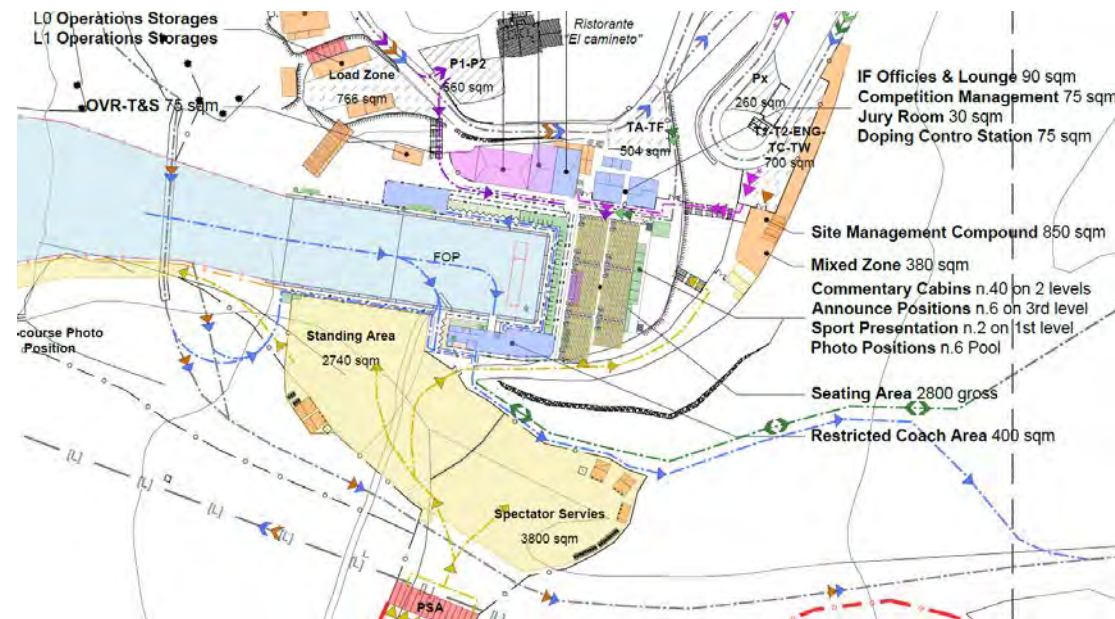 L0 Operations Storages
L1 Operations Storages
OVR-T&S 75 sqm
Load Zone
766 sqm
P1-P2
560 sqm
Ristorante
"El camineto"
TA-TF
504 sqm
Px
260 sqm
T1-T2-ENG-
TC-TW
700 sqm
IF Officies & Lounge 90 sqm
Competition Management 75 sqm
Jury Room 30 sqm
Doping Contro Station 75 sqm
Site Management Compound 850 sqm
Mixed Zone 380 sqm
Commentary Cabins n.40 on 2 levels
Announce Positions n.6 on 3rd level
Sport Presentation n.2 on 1st level
Photo Positions n.6 Pool
Seating Area 2800 gross
Restricted Coach Area 400 sqm
FOP
Standing Area
2740 sqm
-course Photo
Position
Spectator Servies
3800 sqm
PSA
[L]
[L]
[L]
[L]
[L]
[L]
[L]